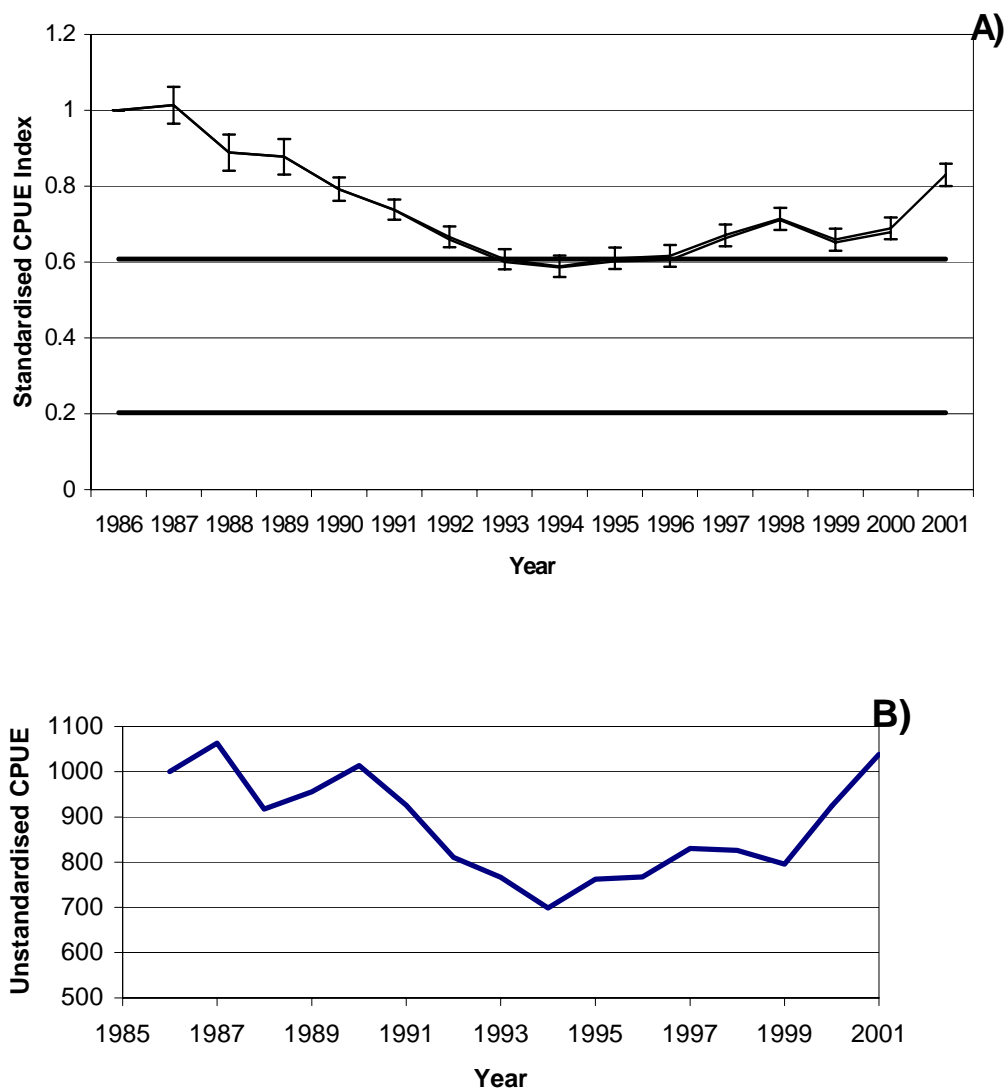 A)
Standardised CPUE Index
1.2
1
0.8
0.6
0.4
0.2
0
1986 1987 1988 1989 1990 1991 1992 1993 1994 1995 1996 1997 1998 1999 2000 2001
Year
B)
Unstandardised CPUE
1100
1000
900
800
700
600
500
1985 1987 1989 1991 1993 1995 1997 1999 2001
Year